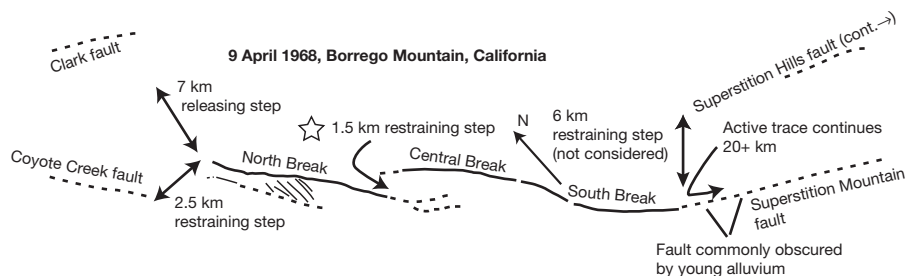 Clark fault
9 April 1968, Borrego Mountain, California
Superstition Hills fault (cont.→)
7 km
releasing step
1.5 km restraining step
N
6 km
restraining step
(not considered)
Active trace continues
20+ km
Coyote Creek fault
North Break
Central Break
South Break
Superstition Mountain
fault
2.5 km
restraining step
Fault commonly obscured
by young alluvium